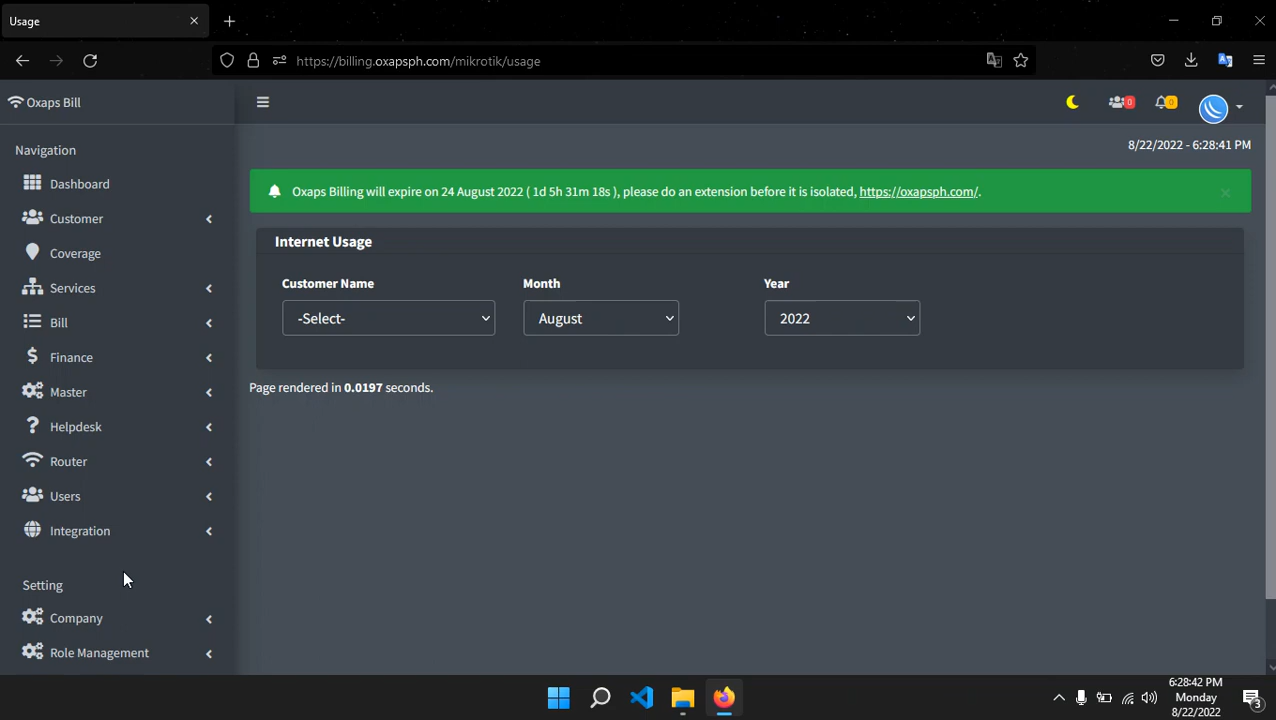 Usage
https://billing.oxapsph.com/mikrotik/usage
Oxaps Bill
0
0
Navigation
8/22/2022 - 6:28:41 PM
Dashboard
Oxaps Billing will expire on 24 August 2022 ( 1d 5h 31m 18s ), please do an extension before it is isolated, https://oxapsph.com/.
Customer
Internet Usage
Coverage
Customer Name
Month
Year
Services
-Select-
August
2022
Bill
Finance
Page rendered in 0.0197 seconds.
Master
Helpdesk
Router
Users
Integration
Setting
Company
Role Management
6:28:42 PM
Monday
8/22/2022
3